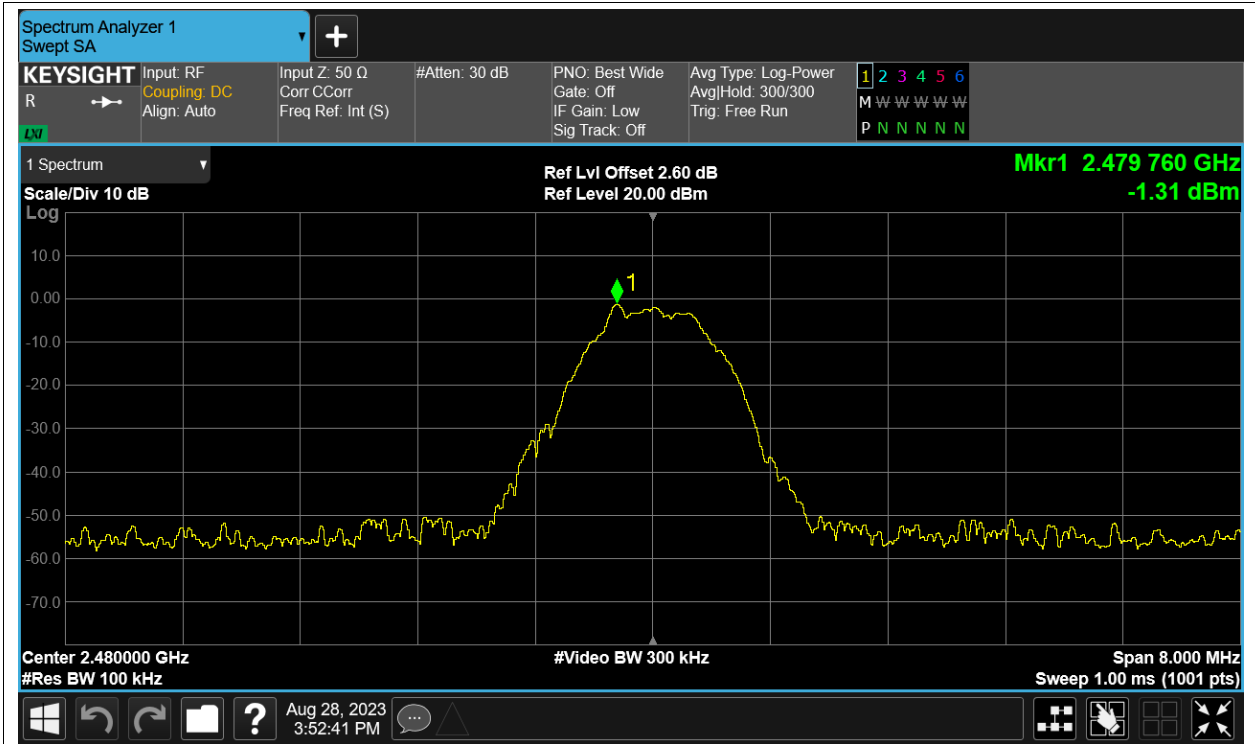 Spectrum Analyzer 1
Swept SA
KEYSIGHT
R
LXI
Input: RF
Coupling: DC
Align: Auto
Input Z: 50 Ω
Corr CCorr
Freq Ref: Int (S)
#Atten: 30 dB
PNO: Best Wide
Gate: Off
IF Gain: Low
Sig Track: Off
Avg Type: Log-Power
Avg|Hold: 300/300
Trig: Free Run
1 2 3 4 5 6
M W W W W W
P N N N N N
1 Spectrum
Scale/Div 10 dB
Log
Ref Lvl Offset 2.60 dB
Ref Level 20.00 dBm
Mkr1 2.479 760 GHz
-1.31 dBm
1
10.0
0.00
-10.0
-20.0
-30.0
-40.0
-50.0
-60.0
-70.0
Center 2.480000 GHz
#Res BW 100 kHz
#Video BW 300 kHz
Span 8.000 MHz
Sweep 1.00 ms (1001 pts)
?
Aug 28, 2023
3:52:41 PM